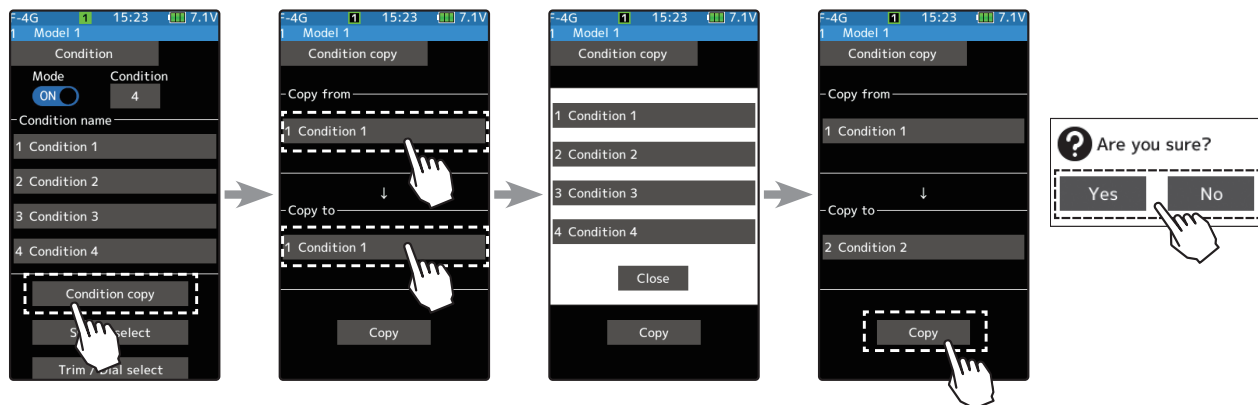 F-4G 1 15:23 7.1V
1 Model 1
Condition
Mode Condition
ON 4
Condition name
1 Condition 1
2 Condition 2
3 Condition 3
4 Condition 4
Condition copy
select
Trim / Dial select
F-4G 1 15:23 7.1V
1 Model 1
Condition copy
Copy from
1 Condition 1
↓
Copy to
1 Condition 1
Copy
F-4G 1 15:23 7.1V
1 Model 1
Condition copy
1 Condition 1
2 Condition 2
3 Condition 3
4 Condition 4
Close
Copy
F-4G 1 15:23 7.1V
1 Model 1
Condition copy
Copy from
1 Condition 1
↓
Copy to
2 Condition 2
Copy
? Are you sure?
Yes No